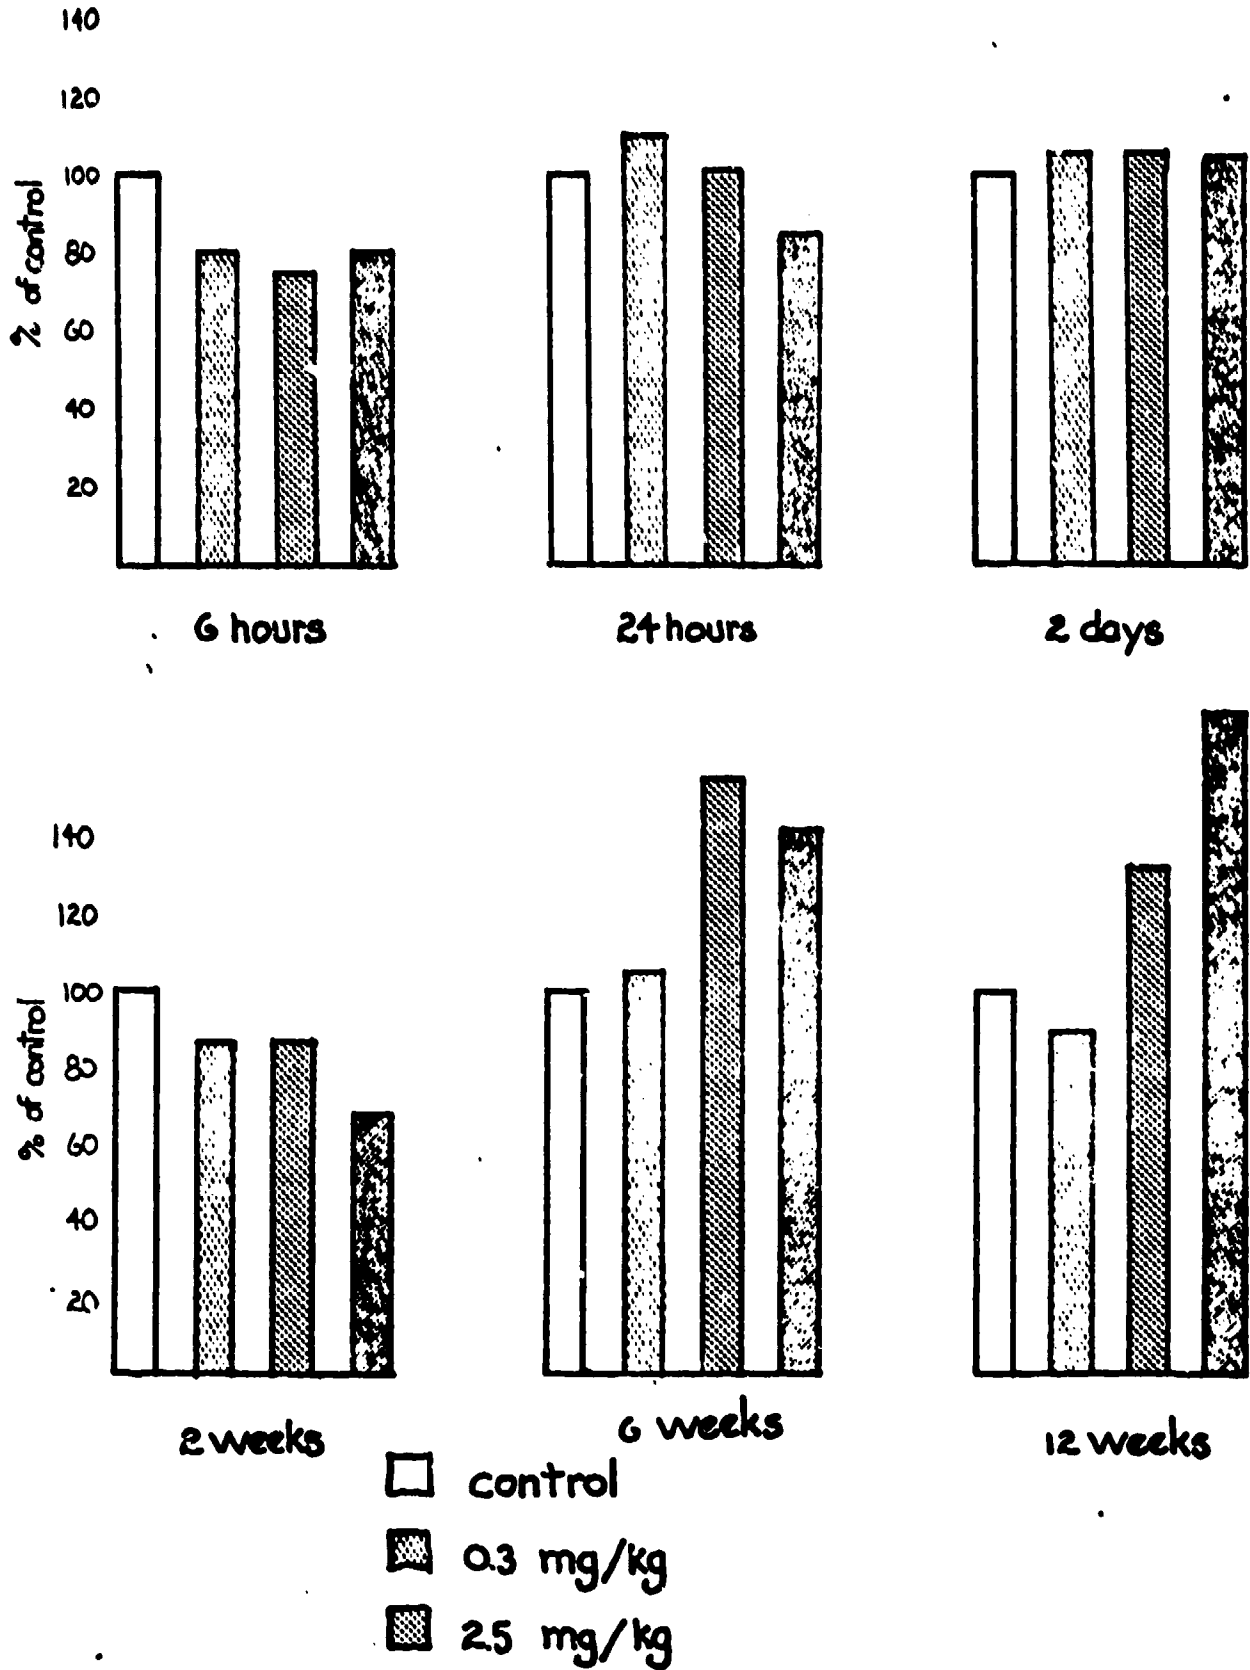 140
120
100
80
60
40
20
% of control
6 hours
24 hours
2 days
140
120
100
80
60
40
20
% of control
2 weeks
6 weeks
12 weeks
control
0.3 mg/kg
2.5 mg/kg